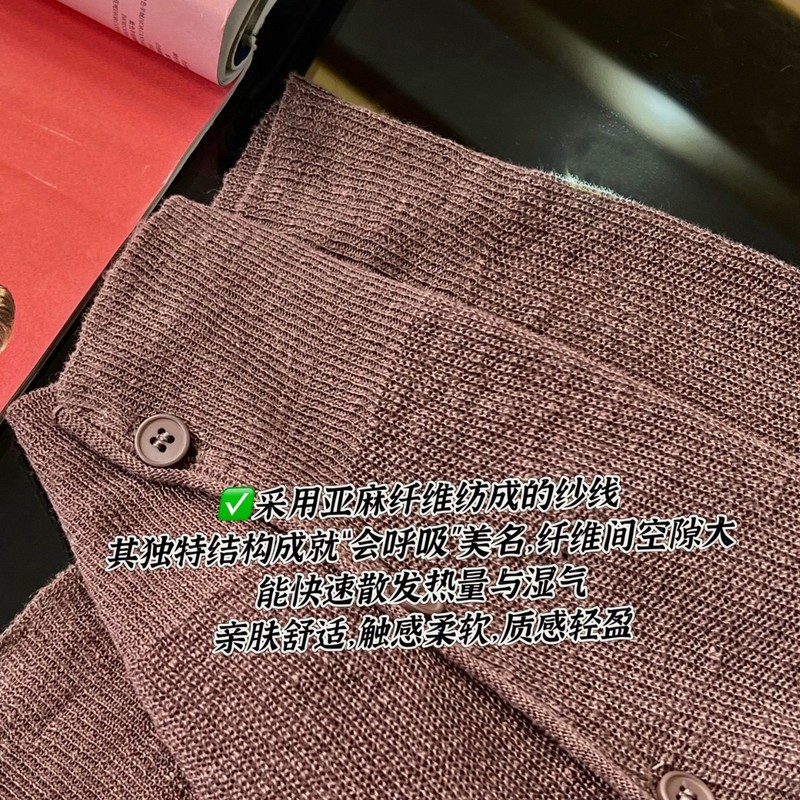 ✅采用亚麻纤维纺成的纱线
其独特结构成就"会呼吸"美名,纤维间空隙大
能快速散发热量与湿气
亲肤舒适,触感柔软,质感轻盈